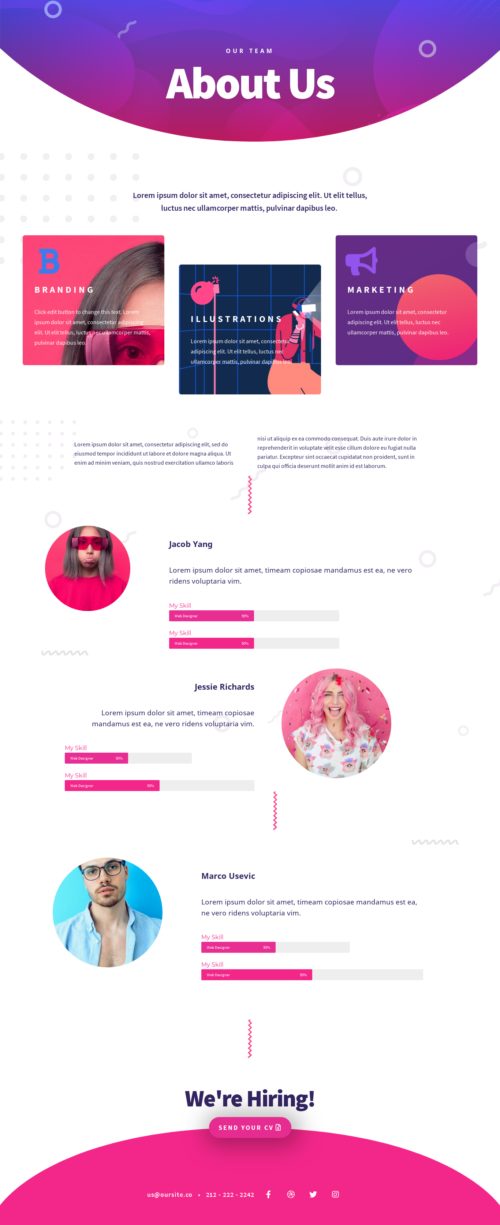 OUR TEAM
About Us
Lorem ipsum dolor sit amet, consectetur adipiscing elit. Ut elit tellus,
luctus nec ullamcorper mattis, pulvinar dapibus leo.
B
BRANDING
Click edit button to change this text. Lorem
ipsum dolor sit amet, consectetur adipiscing
elit. Ut elit tellus, luctus nec ullamcorper mattis,
pulvinar dapibus leo.
ILLUSTRATIONS
Lorem ipsum dolor sit amet, consectetur
adipiscing elit. Ut elit tellus, luctus nec
ullamcorper mattis, pulvinar dapibus leo.
MARKETING
Lorem ipsum dolor sit amet, consectetur
adipiscing elit. Ut elit tellus, luctus nec
ullamcorper mattis, pulvinar dapibus leo.
Lorem ipsum dolor sit amet, consectetur adipiscing elit, sed do
eiusmod tempor incididunt ut labore et dolore magna aliqua. Ut
enim ad minim veniam, quis nostrud exercitation ullamco laboris
nisi ut aliquip ex ea commodo consequat. Duis aute irure dolor in
reprehenderit in voluptate velit esse cillum dolore eu fugiat nulla
pariatur. Excepteur sint occaecat cupidatat non proident, sunt in
culpa qui officia deserunt mollit anim id est laborum.
Jacob Yang
Lorem ipsum dolor sit amet, timeam copiosae mandamus est ea, ne vero
ridens voluptaria vim.
My Skill
Web Designer 50%
My Skill
Web Designer 50%
Jessie Richards
Lorem ipsum dolor sit amet, timeam copiosae
mandamus est ea, ne vero ridens voluptaria vim.
My Skill
Web Designer 50%
My Skill
Web Designer 50%
Marco Usevic
Lorem ipsum dolor sit amet, timeam copiosae mandamus est ea,
ne vero ridens voluptaria vim.
My Skill
Web Designer 50%
My Skill
Web Designer 50%
We're Hiring!
SEND YOUR CV
us@oursite.co • 212 - 222 - 2242